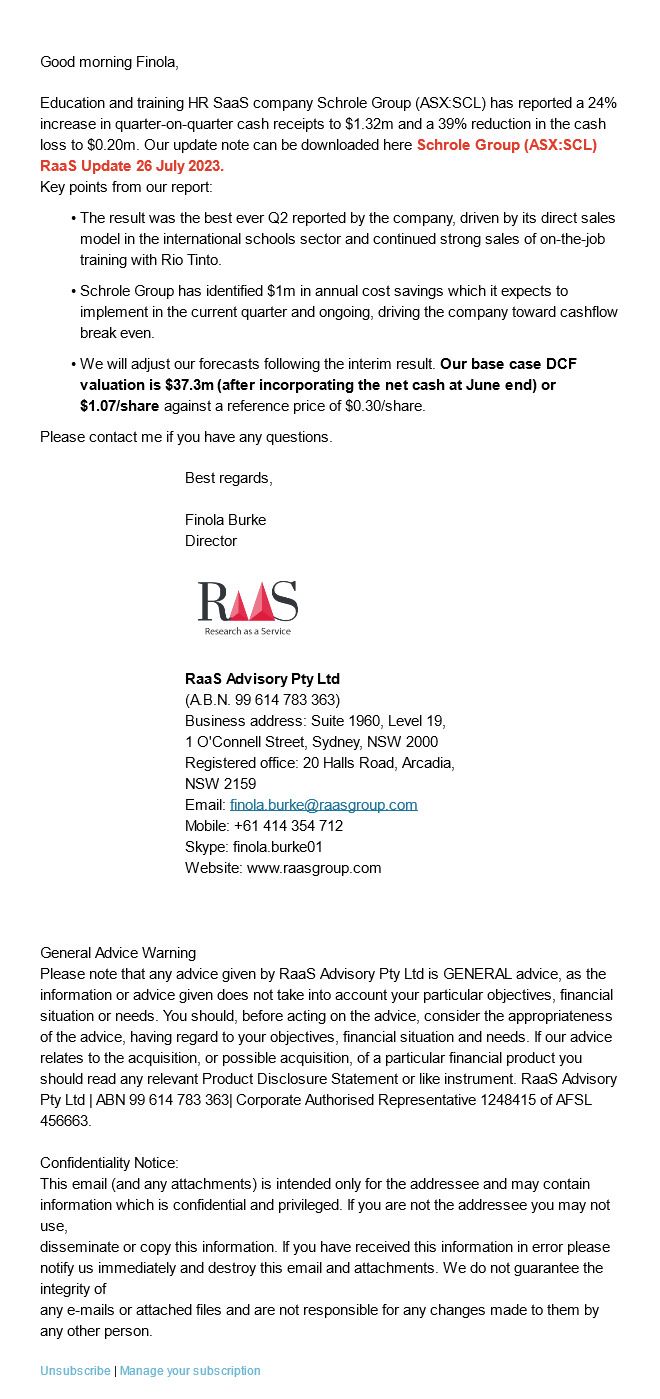 Good morning Finola,
Education and training HR SaaS company Schrole Group (ASX:SCL) has reported a 24%
increase in quarter-on-quarter cash receipts to $1.32m and a 39% reduction in the cash
loss to $0.20m. Our update note can be downloaded here Schrole Group (ASX:SCL)
RaaS Update 26 July 2023.
Key points from our report:
• The result was the best ever Q2 reported by the company, driven by its direct sales
model in the international schools sector and continued strong sales of on-the-job
training with Rio Tinto.
• Schrole Group has identified $1m in annual cost savings which it expects to
implement in the current quarter and ongoing, driving the company toward cashflow
break even.
• We will adjust our forecasts following the interim result. Our base case DCF
valuation is $37.3m (after incorporating the net cash at June end) or
$1.07/share against a reference price of $0.30/share.
Please contact me if you have any questions.
Best regards,
Finola Burke
Director
RAAS
Research as a Service
RaaS Advisory Pty Ltd
(A.B.N. 99 614 783 363)
Business address: Suite 1960, Level 19,
1 O'Connell Street, Sydney, NSW 2000
Registered office: 20 Halls Road, Arcadia,
NSW 2159
Email: finola.burke@raasgroup.com
Mobile: +61 414 354 712
Skype: finola.burke01
Website: www.raasgroup.com
General Advice Warning
Please note that any advice given by RaaS Advisory Pty Ltd is GENERAL advice, as the
information or advice given does not take into account your particular objectives, financial
situation or needs. You should, before acting on the advice, consider the appropriateness
of the advice, having regard to your objectives, financial situation and needs. If our advice
relates to the acquisition, or possible acquisition, of a particular financial product you
should read any relevant Product Disclosure Statement or like instrument. RaaS Advisory
Pty Ltd | ABN 99 614 783 363| Corporate Authorised Representative 1248415 of AFSL
456663.
Confidentiality Notice:
This email (and any attachments) is intended only for the addressee and may contain
information which is confidential and privileged. If you are not the addressee you may not
use,
disseminate or copy this information. If you have received this information in error please
notify us immediately and destroy this email and attachments. We do not guarantee the
integrity of
any e-mails or attached files and are not responsible for any changes made to them by
any other person.
Unsubscribe | Manage your subscription